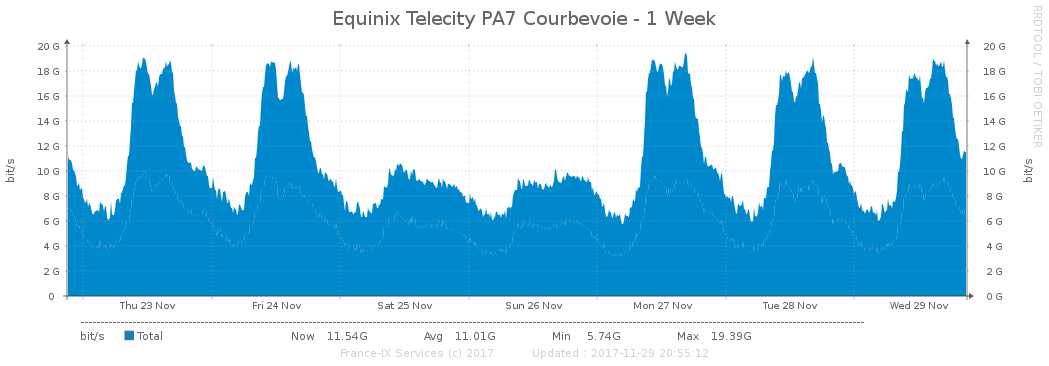 Equinix Telecity PA7 Courbevoie - 1 Week
RRDTOOL / TOBI OETIKER
bit/s
20 G
18 G
16 G
14 G
12 G
10 G
8 G
6 G
4 G
2 G
0
20 G
18 G
16 G
14 G
12 G
10 G
8 G
6 G
4 G
2 G
0 G
bit/s
Thu 23 Nov Fri 24 Nov Sat 25 Nov Sun 26 Nov Mon 27 Nov Tue 28 Nov Wed 29 Nov
bit/s Total Now 11.54G Avg 11.01G Min 5.74G Max 19.39G
France-IX Services (c) 2017 Updated : 2017-11-29 20:55:12